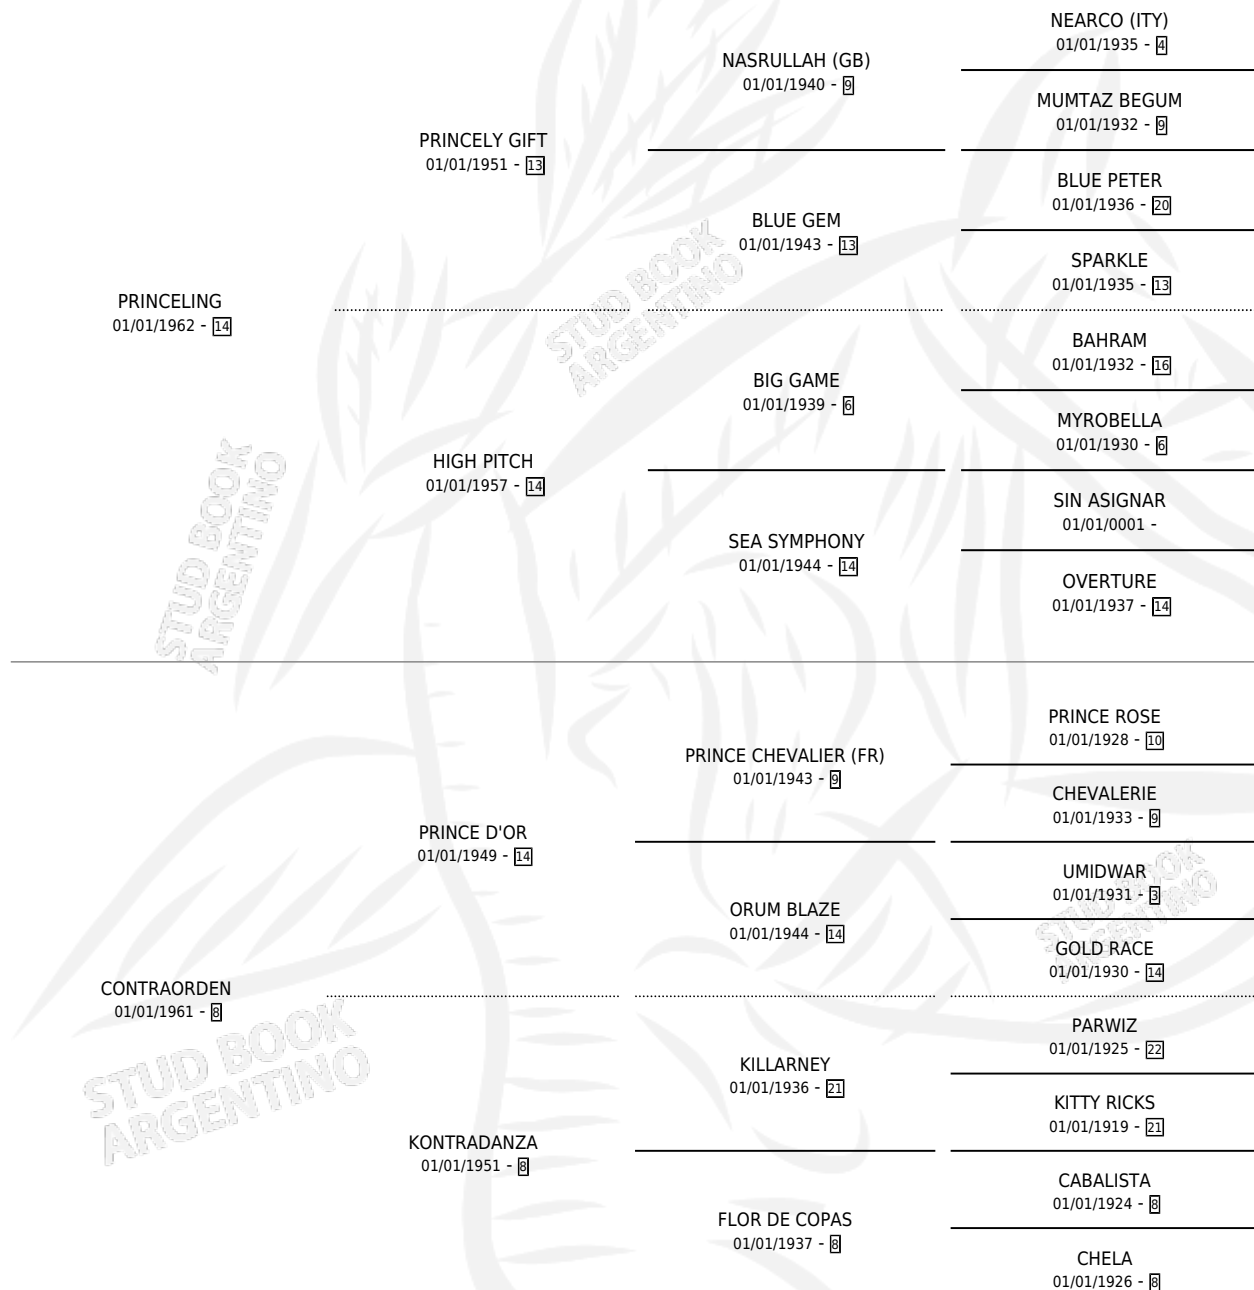 NEARCO (ITY)
01/01/1935 - 4
NASRULLAH (GB)
01/01/1940 - 9
MUMTAZ BEGUM
01/01/1932 - 9
PRINCELY GIFT
01/01/1951 - 13
BLUE PETER
01/01/1936 - 20
BLUE GEM
01/01/1943 - 13
SPARKLE
01/01/1935 - 13
PRINCELING
01/01/1962 - 14
BAHRAM
01/01/1932 - 16
BIG GAME
01/01/1939 - 6
MYROBELLA
01/01/1930 - 6
HIGH PITCH
01/01/1957 - 14
SIN ASIGNAR
01/01/0001 -
SEA SYMPHONY
01/01/1944 - 14
OVERTURE
01/01/1937 - 14
PRINCE ROSE
01/01/1928 - 10
PRINCE CHEVALIER (FR)
01/01/1943 - 9
CHEVALERIE
01/01/1933 - 9
PRINCE D'OR
01/01/1949 - 14
UMIDWAR
01/01/1931 - 3
ORUM BLAZE
01/01/1944 - 14
GOLD RACE
01/01/1930 - 14
CONTRAORDEN
01/01/1961 - 8
PARWIZ
01/01/1925 - 22
KILLARNEY
01/01/1936 - 21
KITTY RICKS
01/01/1919 - 21
KONTRADANZA
01/01/1951 - 8
CABALISTA
01/01/1924 - 8
FLOR DE COPAS
01/01/1937 - 8
CHELA
01/01/1926 - 8
STUD BOOK
ARGENTINO
STUD BOOK
ARGENTINO
STUD BOOK
ARGENTINO
STUD BOOK
ARGENTINO